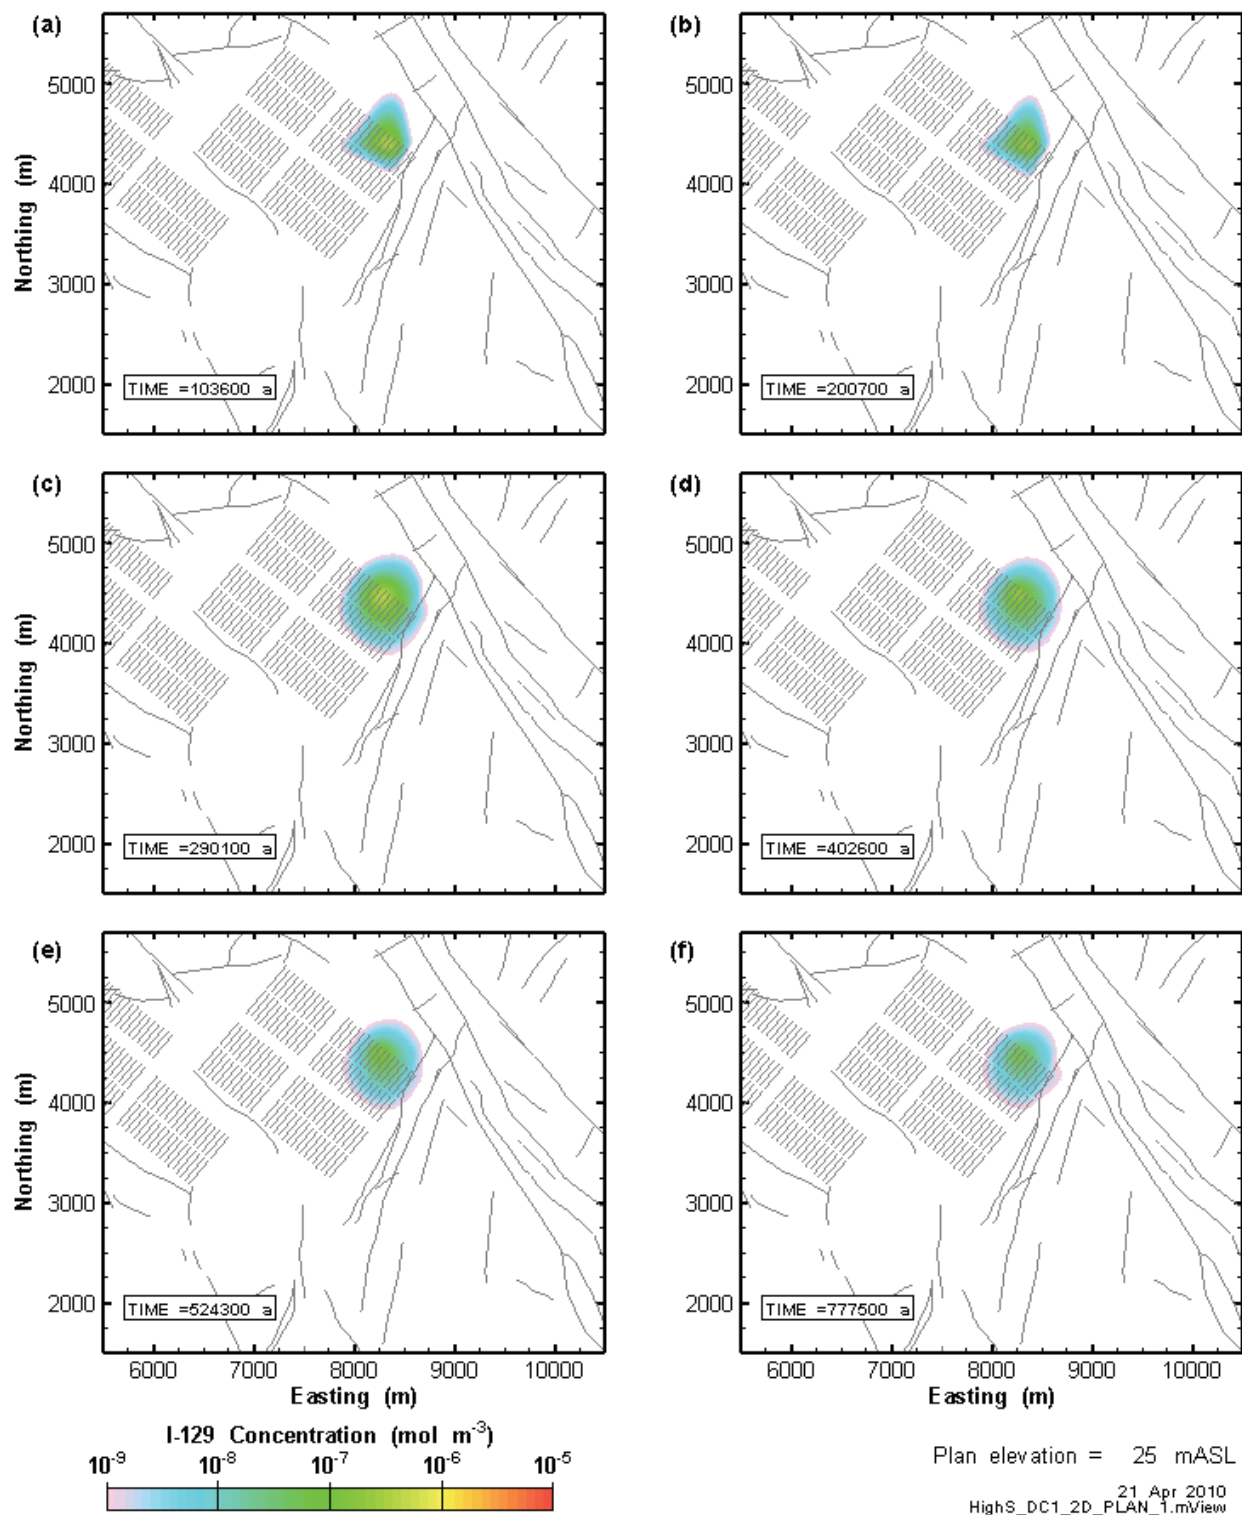 (a)
(b)
5000
4000
3000
2000
Northing (m)
TIME =103600 a
TIME =200700 a
5000
4000
3000
2000
(c)
(d)
5000
4000
3000
2000
Northing (m)
TIME =290100 a
TIME =402600 a
5000
4000
3000
2000
(e)
(f)
5000
4000
3000
2000
Northing (m)
TIME =524300 a
TIME =777500 a
5000
4000
3000
2000
6000 7000 8000 9000 10000
Easting (m)
6000 7000 8000 9000 10000
Easting (m)
I-129 Concentration (mol m⁻³)
10⁻⁹ 10⁻⁸ 10⁻⁷ 10⁻⁶ 10⁻⁵
Plan elevation = 25 mASL
21 Apr 2010
HighS_DC1_2D_PLAN_1.mView